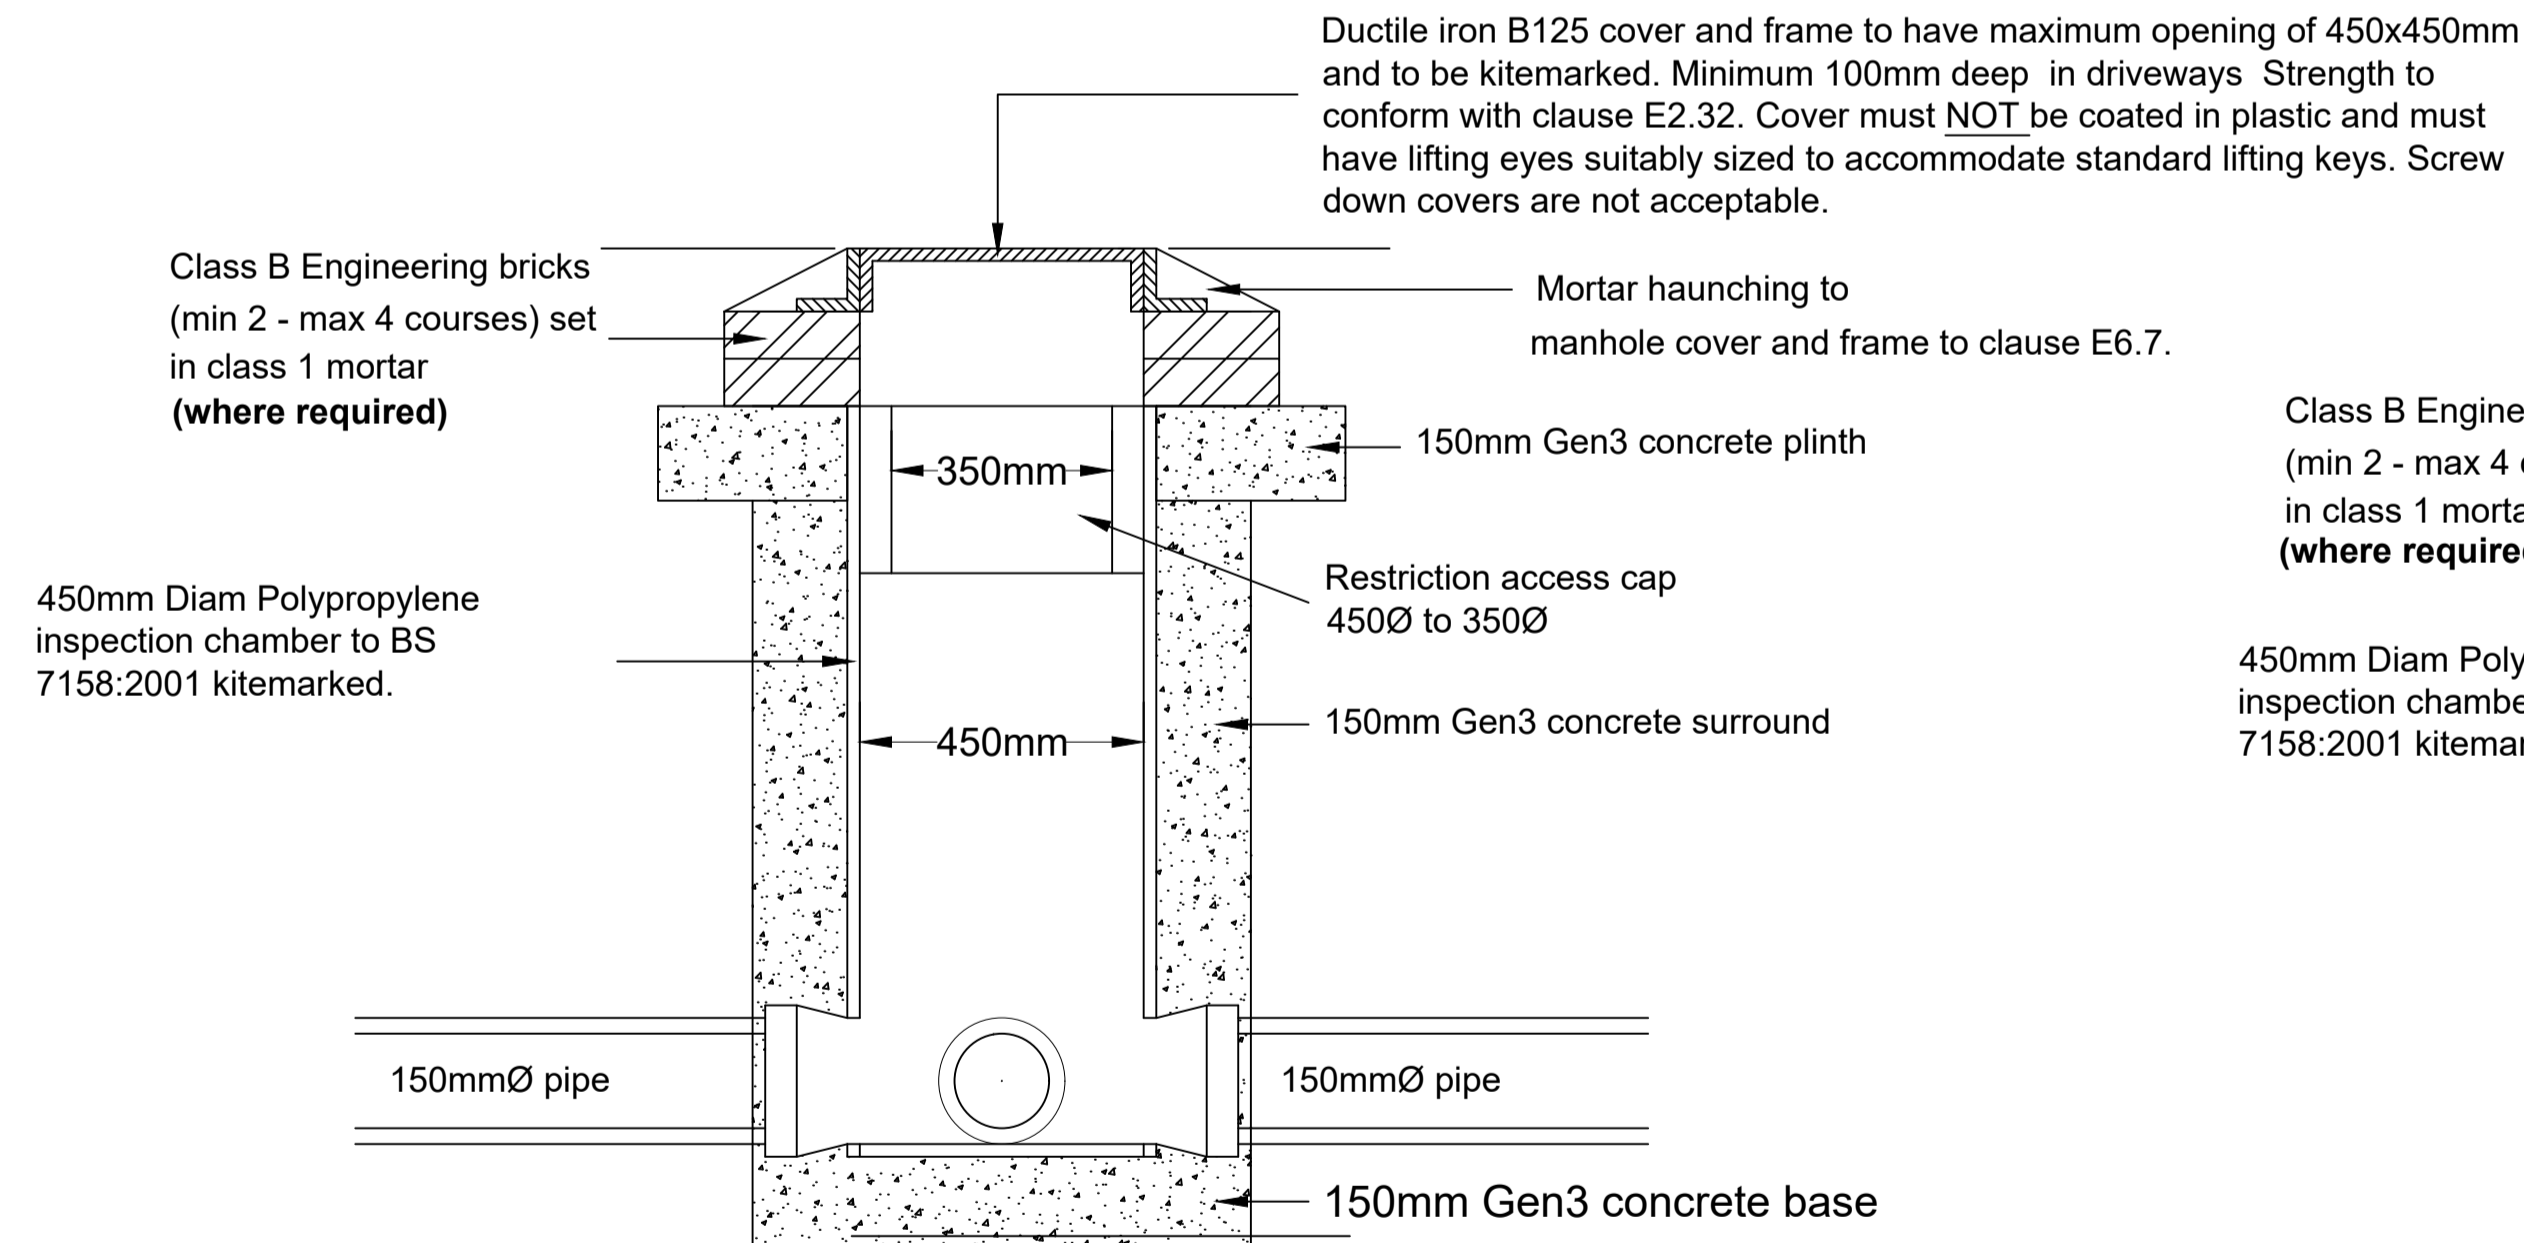 Ductile iron B125 cover and frame to have maximum opening of 450x450mm
and to be kitemarked. Minimum 100mm deep  in driveways  Strength to
conform with clause E2.32. Cover must NOT be coated in plastic and must
have lifting eyes suitably sized to accommodate standard lifting keys. Screw
down covers are not acceptable.
Class B Engineering bricks
(min 2 - max 4 courses) set
in class 1 mortar
(where required)
Mortar haunching to
manhole cover and frame to clause E6.7.
150mm Gen3 concrete plinth
350mm
Restriction access cap
450Ø to 350Ø
450mm Diam Polypropylene
inspection chamber to BS
7158:2001 kitemarked.
150mm Gen3 concrete surround
450mm
150mmØ pipe
150mmØ pipe
150mm Gen3 concrete base
Class B Engine
(min 2 - max 4
in class 1 morta
(where require
450mm Diam Poly
inspection chambe
7158:2001 kitemar